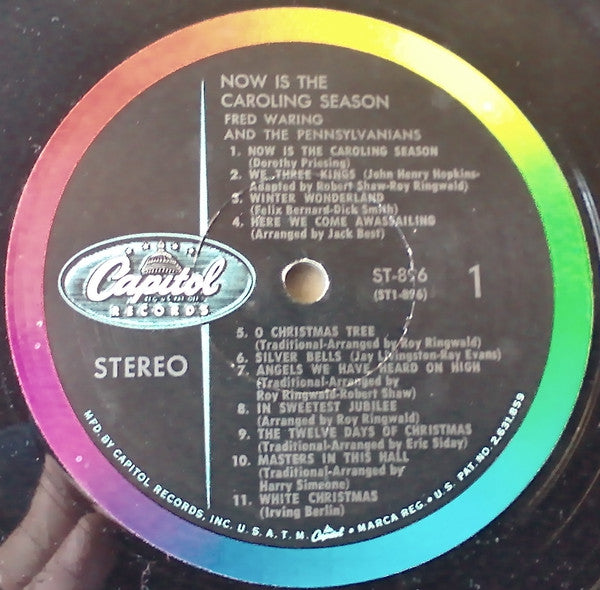 NOW IS THE
CAROLING SEASON
FRED WARING
AND THE PENNSYLVANIANS
1. NOW IS THE CAROLING SEASON
(Dorothy Priesing)
2. WE THREE KINGS (John Henry Hopkins-
Adapted by Robert Shaw-Roy Ringwald)
3. WINTER WONDERLAND
(Felix Bernard-Dick Smith)
4. HERE WE COME AWASSAILING
(Arranged by Jack Best)
Capitol
RECORDS
STEREO
ST-896
(ST1-896)
1
5. O CHRISTMAS TREE
(Traditional-Arranged by Roy Ringwald)
6. SILVER BELLS (Jay Livingston-Ray Evans)
7. ANGELS WE HAVE HEARD ON HIGH
(Traditional-Arranged by
Roy Ringwald-Robert Shaw)
8. IN SWEETEST JUBILEE
(Arranged by Roy Ringwald)
9. THE TWELVE DAYS OF CHRISTMAS
(Traditional-Arranged by Eric Siday)
10. MASTERS IN THIS HALL
(Traditional-Arranged by
Harry Simeone)
11. WHITE CHRISTMAS
(Irving Berlin)
MFD. BY CAPITOL RECORDS, INC. U. S. A. T. M. Capitol • MARCA REG. • U. S. PAT. NO. 2,631,859